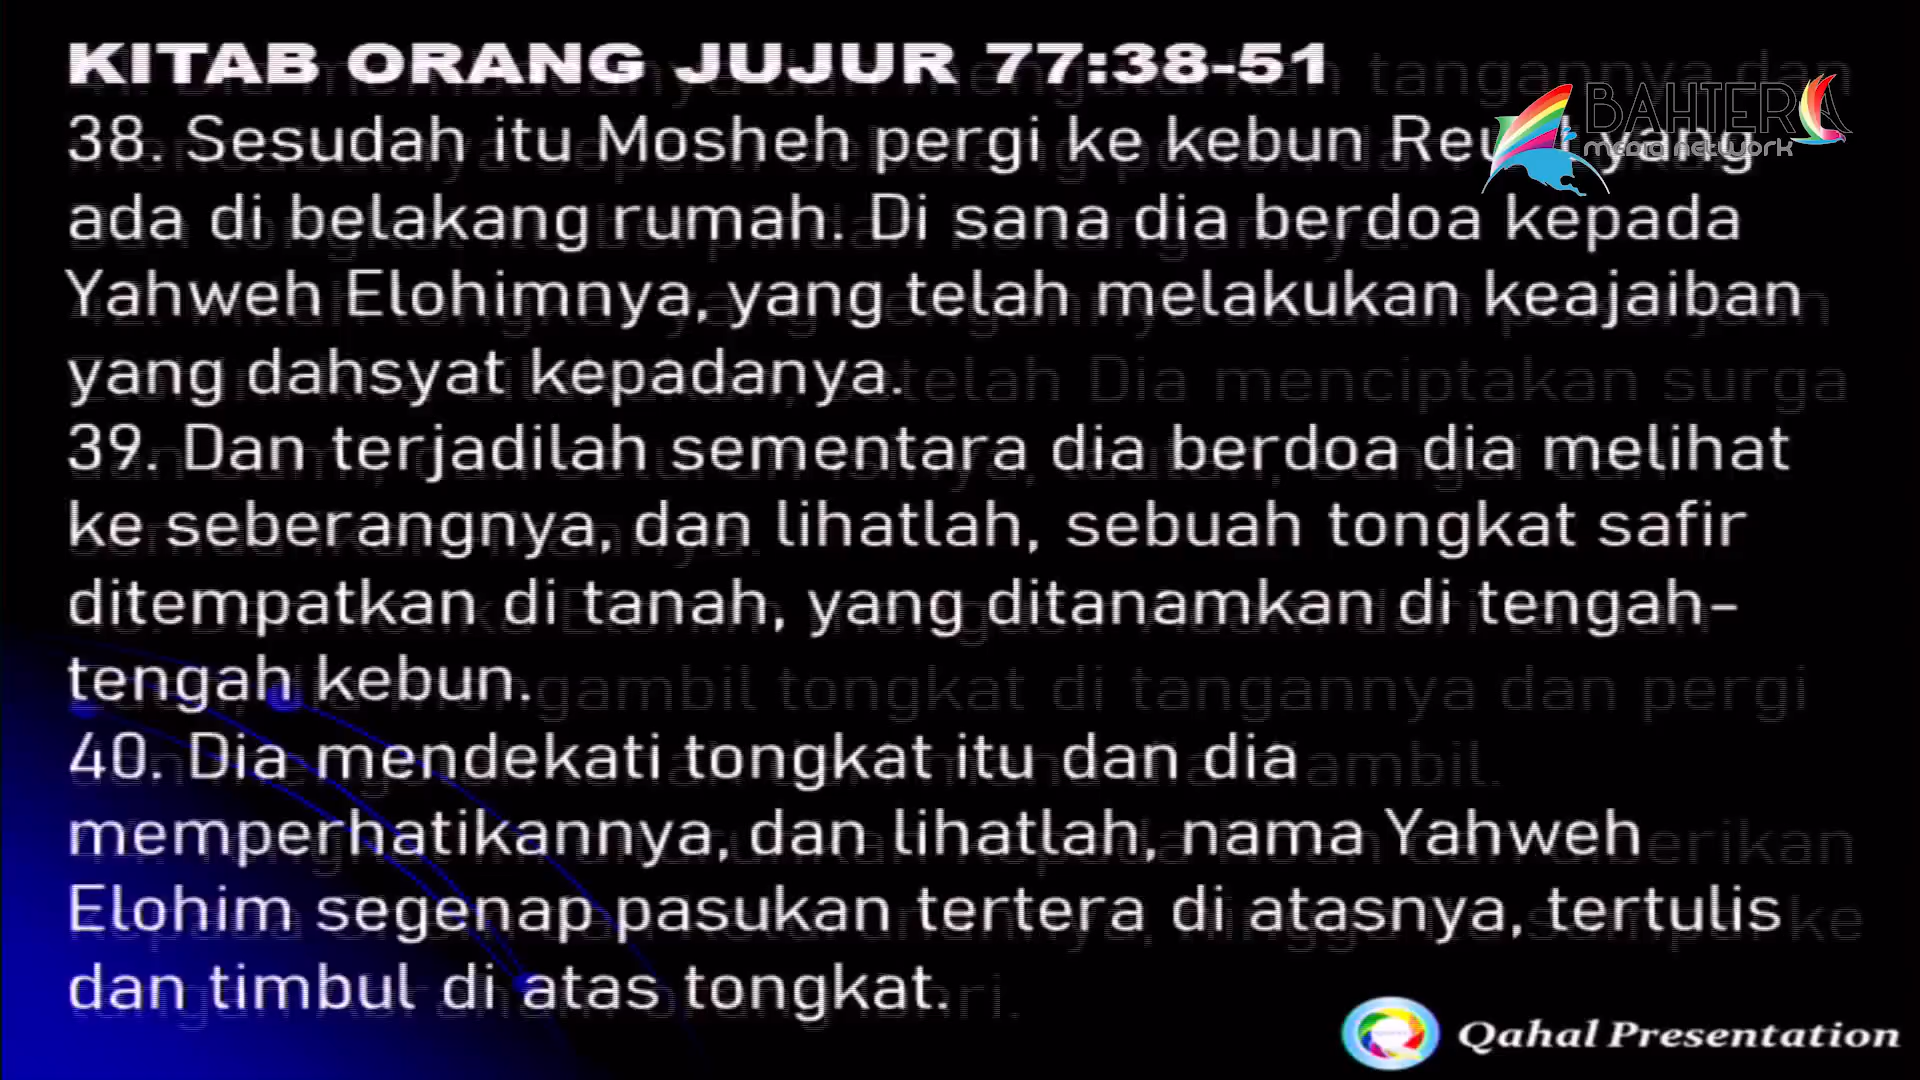 KITAB ORANG JUJUR 77:38-51
38. Sesudah itu Mosheh pergi ke kebun yang
ada di belakang rumah. Di sana dia berdoa kepada
Yahweh Elohimnya, yang telah melakukan keajaiban
yang dahsyat kepadanya.
39. Dan terjadilah sementara dia berdoa dia melihat
ke seberangnya, dan lihatlah, sebuah tongkat safir
ditempatkan di tanah, yang ditanamkan di tengah-
tengah kebun.
40. Dia mendekati tongkat itu dan dia
memperhatikannya, dan lihatlah, nama Yahweh
Elohim segenap pasukan tertera di atasnya, tertulis
dan timbul di atas tongkat.
BAHTERA
media network
Qahal Presentation